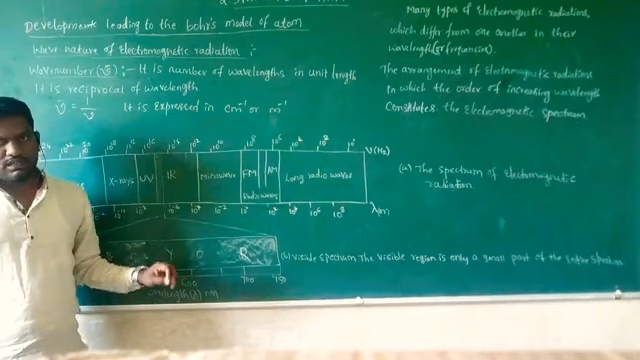 Development leading to the bohr's model of atom
Wave nature of Electromagnetic radiation :-
Wavenumber (ν̄) :- It is number of wavelengths in unit length
It is reciprocal of wavelength
It is Expressed in cm⁻¹ or m⁻¹
Many types of Electromagnetic radiations,
which differ from one another in their
wavelength(or frequencies).
The arrangement of Electromagnetic radiations
in which the order of increasing wavelength
Constitutes the Electromagnetic spectrum
ν(Hz)
X-rays UV IR Microwave FM AM Long radio waves
Radio waves
λ(m)
(a) The spectrum of Electromagnetic
radiation.
Y O R
(b) visible spectrum The visible region is only a small part of the Entire spectrum
600 700 750
wavelength(λ) nm